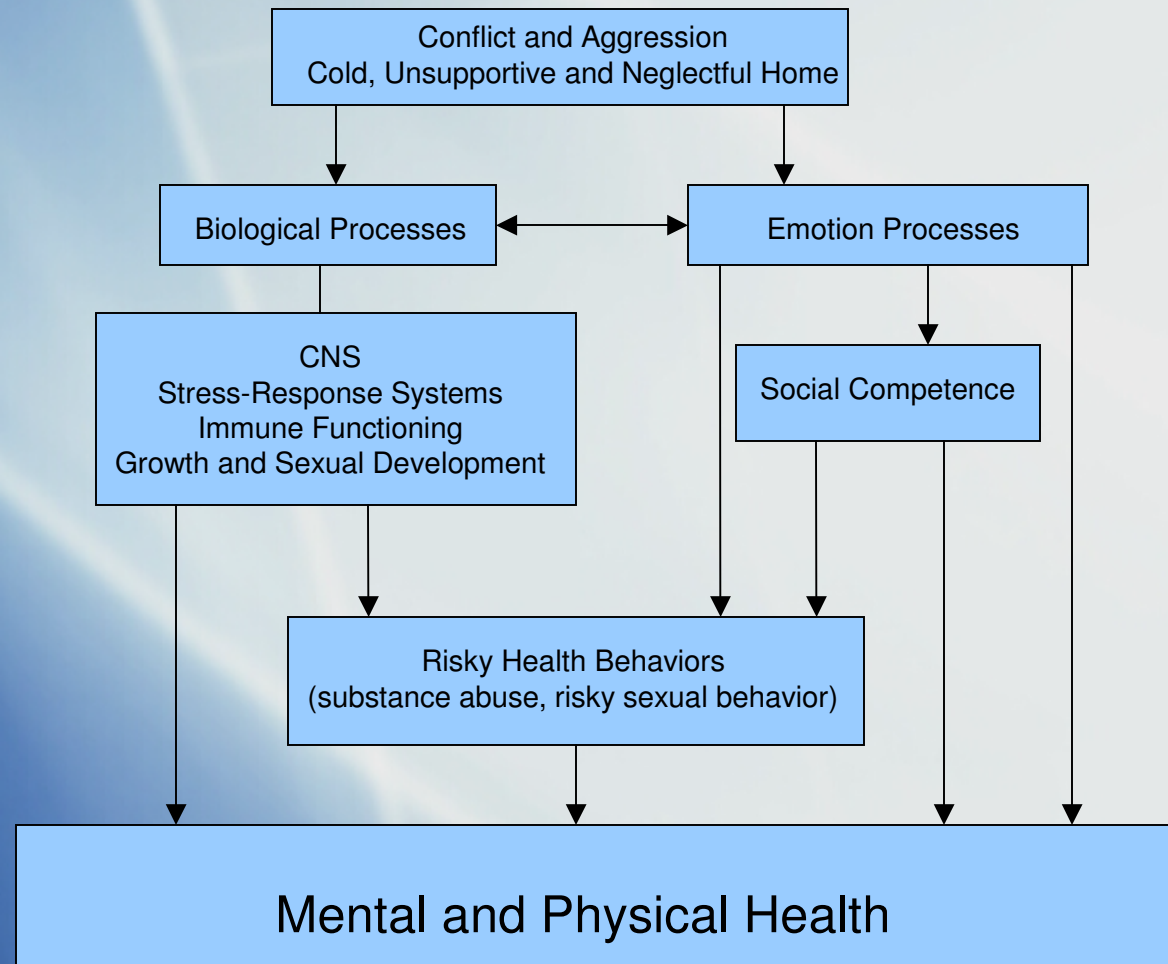 Conflict and Aggression
Cold, Unsupportive and Neglectful Home
Biological Processes
Emotion Processes
CNS
Stress-Response Systems
Immune Functioning
Growth and Sexual Development
Social Competence
Risky Health Behaviors
(substance abuse, risky sexual behavior)
Mental and Physical Health